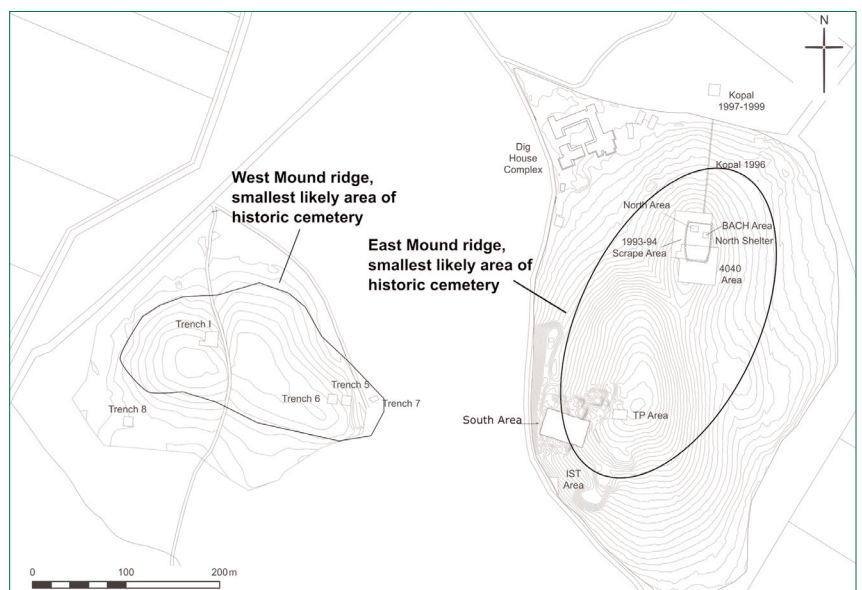 N
Kopal
1997-1999
Dig
House
Complex
Kopal 1996
West Mound ridge,
smallest likely area of
historic cemetery
North Area
BACH Area
North Shelter
1993-94
Scrape Area
4040
Area
East Mound ridge,
smallest likely area of
historic cemetery
Trench I
Trench 5
Trench 6
Trench 7
Trench 8
South Area
TP Area
IST
Area
0 100 200 m